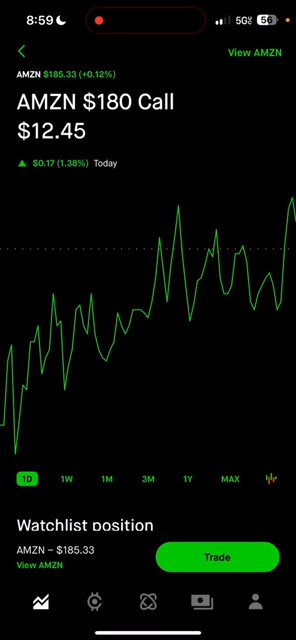 8:59
5G
56
View AMZN
AMZN $185.33 (+0.12%)
AMZN $180 Call
$12.45
▲ $0.17 (1.38%) Today
1D 1W 1M 3M 1Y MAX
Watchlist position
AMZN – $185.33
View AMZN
Trade